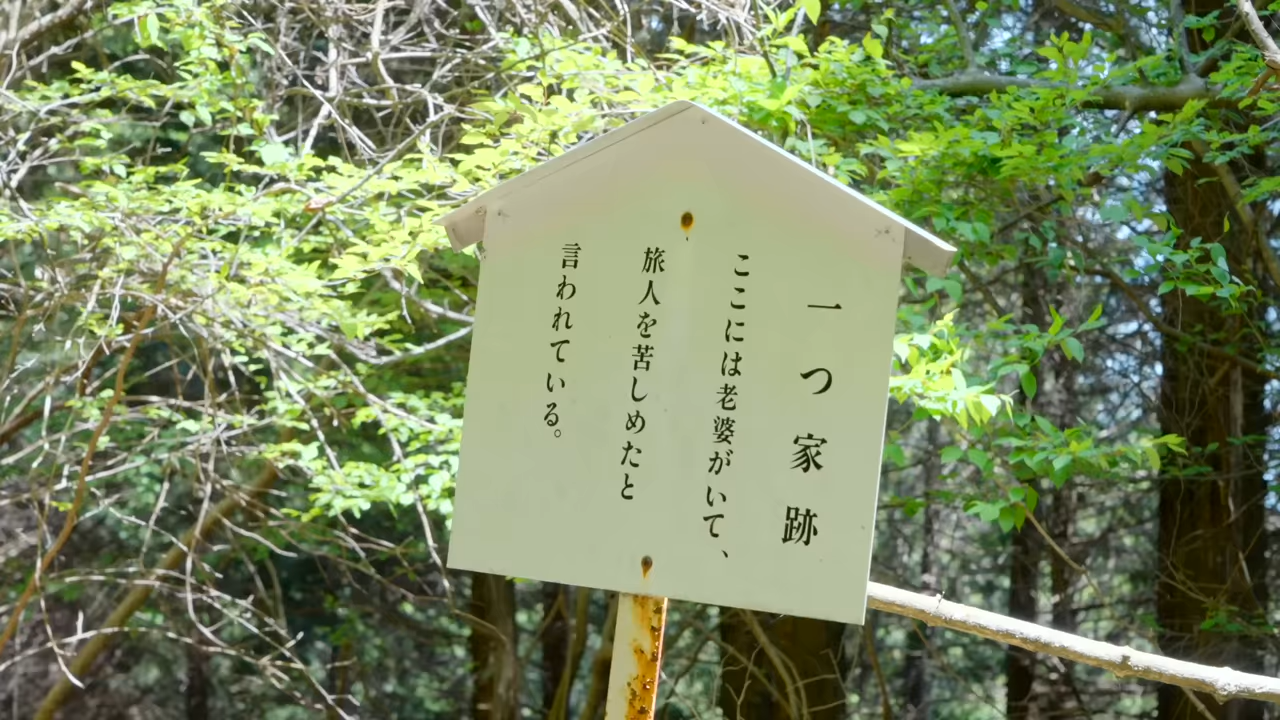 一つ家跡
ここには老婆がいて、
旅人を苦しめたと
言われている。